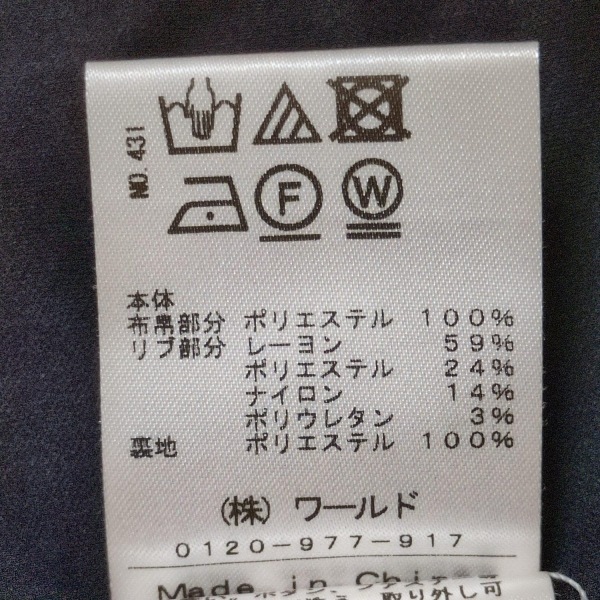 NO. 431
F W
本体
布帛部分 ポリエステル 100%
リブ部分 レーヨン 59%
ポリエステル 24%
ナイロン 14%
ポリウレタン 3%
裏地 ポリエステル 100%
(株) ワールド
0120-977-917
Made in
取り外し可